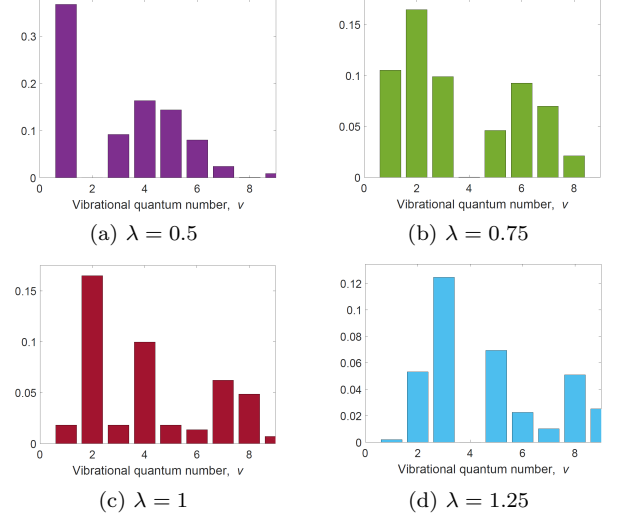 0.3
0.2
0.1
0
0 2 4 6 8
Vibrational quantum number, v
(a) λ = 0.5
0.15
0.1
0.05
0
0 2 4 6 8
Vibrational quantum number, v
(b) λ = 0.75
0.15
0.1
0.05
0
0 2 4 6 8
Vibrational quantum number, v
(c) λ = 1
0.12
0.1
0.08
0.06
0.04
0.02
0
0 2 4 6 8
Vibrational quantum number, v
(d) λ = 1.25